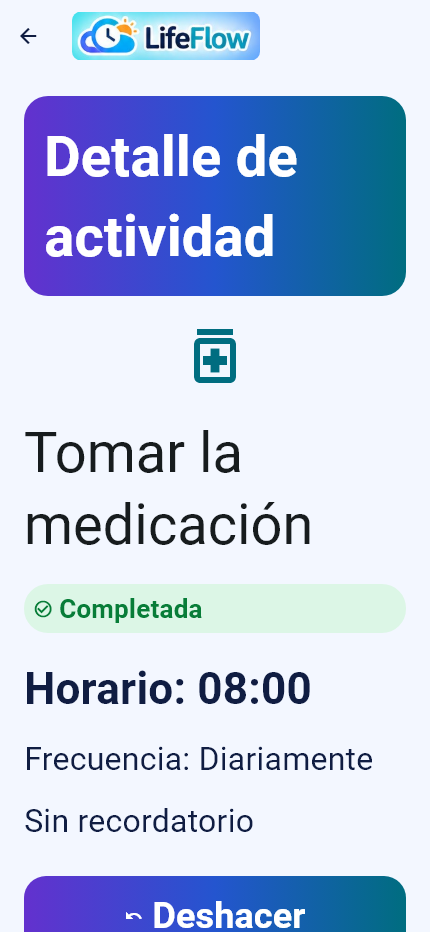 LifeFlow
Detalle de
actividad
Tomar la
medicación
Completada
Horario: 08:00
Frecuencia: Diariamente
Sin recordatorio
Deshacer